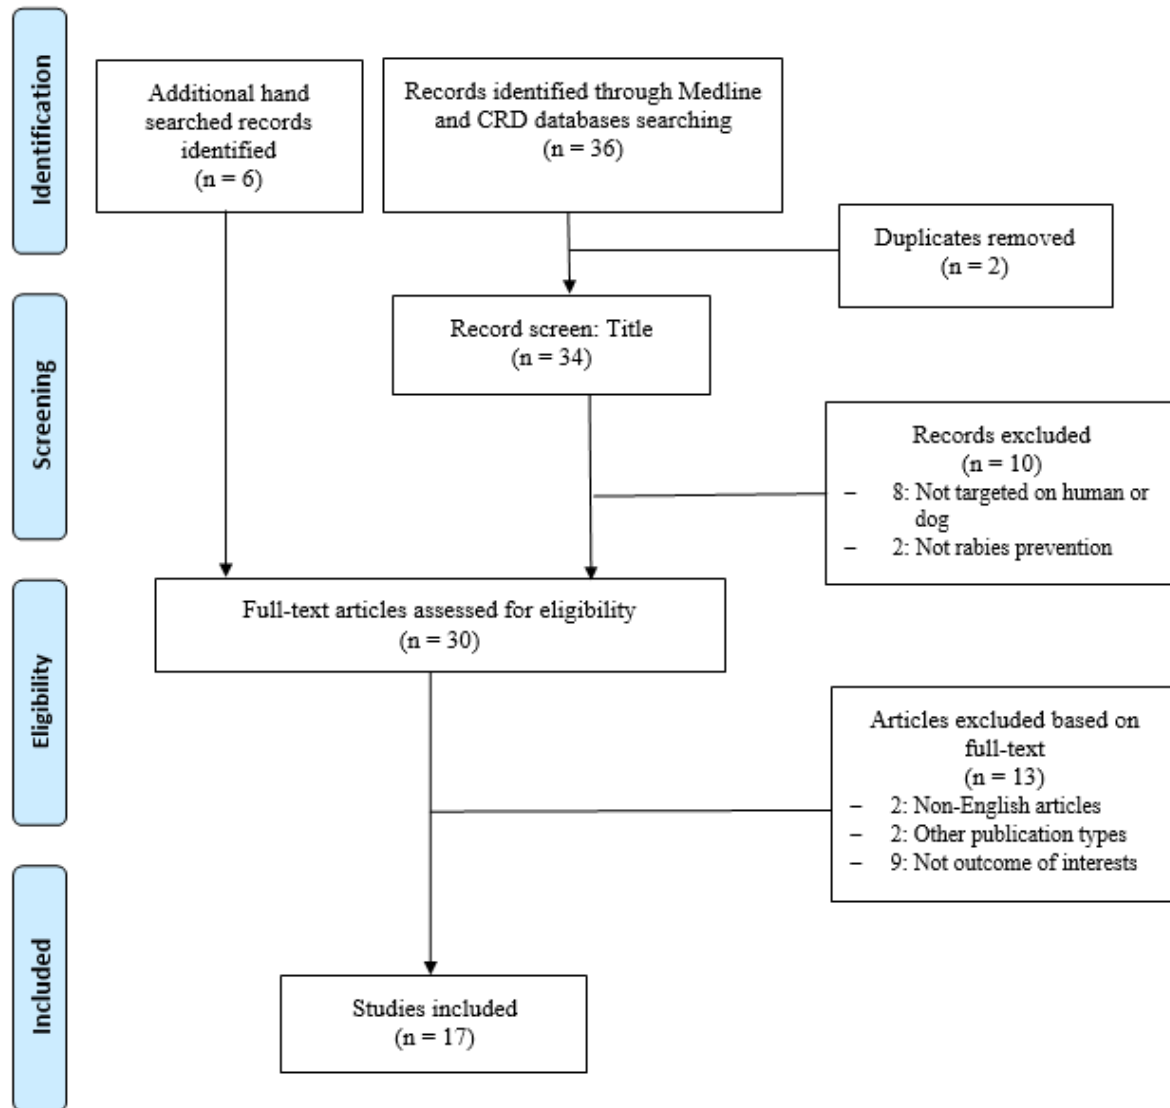 Identification
Additional hand
searched records
identified
(n = 6)
Records identified through Medline
and CRD databases searching
(n = 36)
Duplicates removed
(n = 2)
Screening
Record screen: Title
(n = 34)
Records excluded
(n = 10)
– 8: Not targeted on human or
dog
– 2: Not rabies prevention
Eligibility
Full-text articles assessed for eligibility
(n = 30)
Articles excluded based on
full-text
(n = 13)
– 2: Non-English articles
– 2: Other publication types
– 9: Not outcome of interests
Included
Studies included
(n = 17)